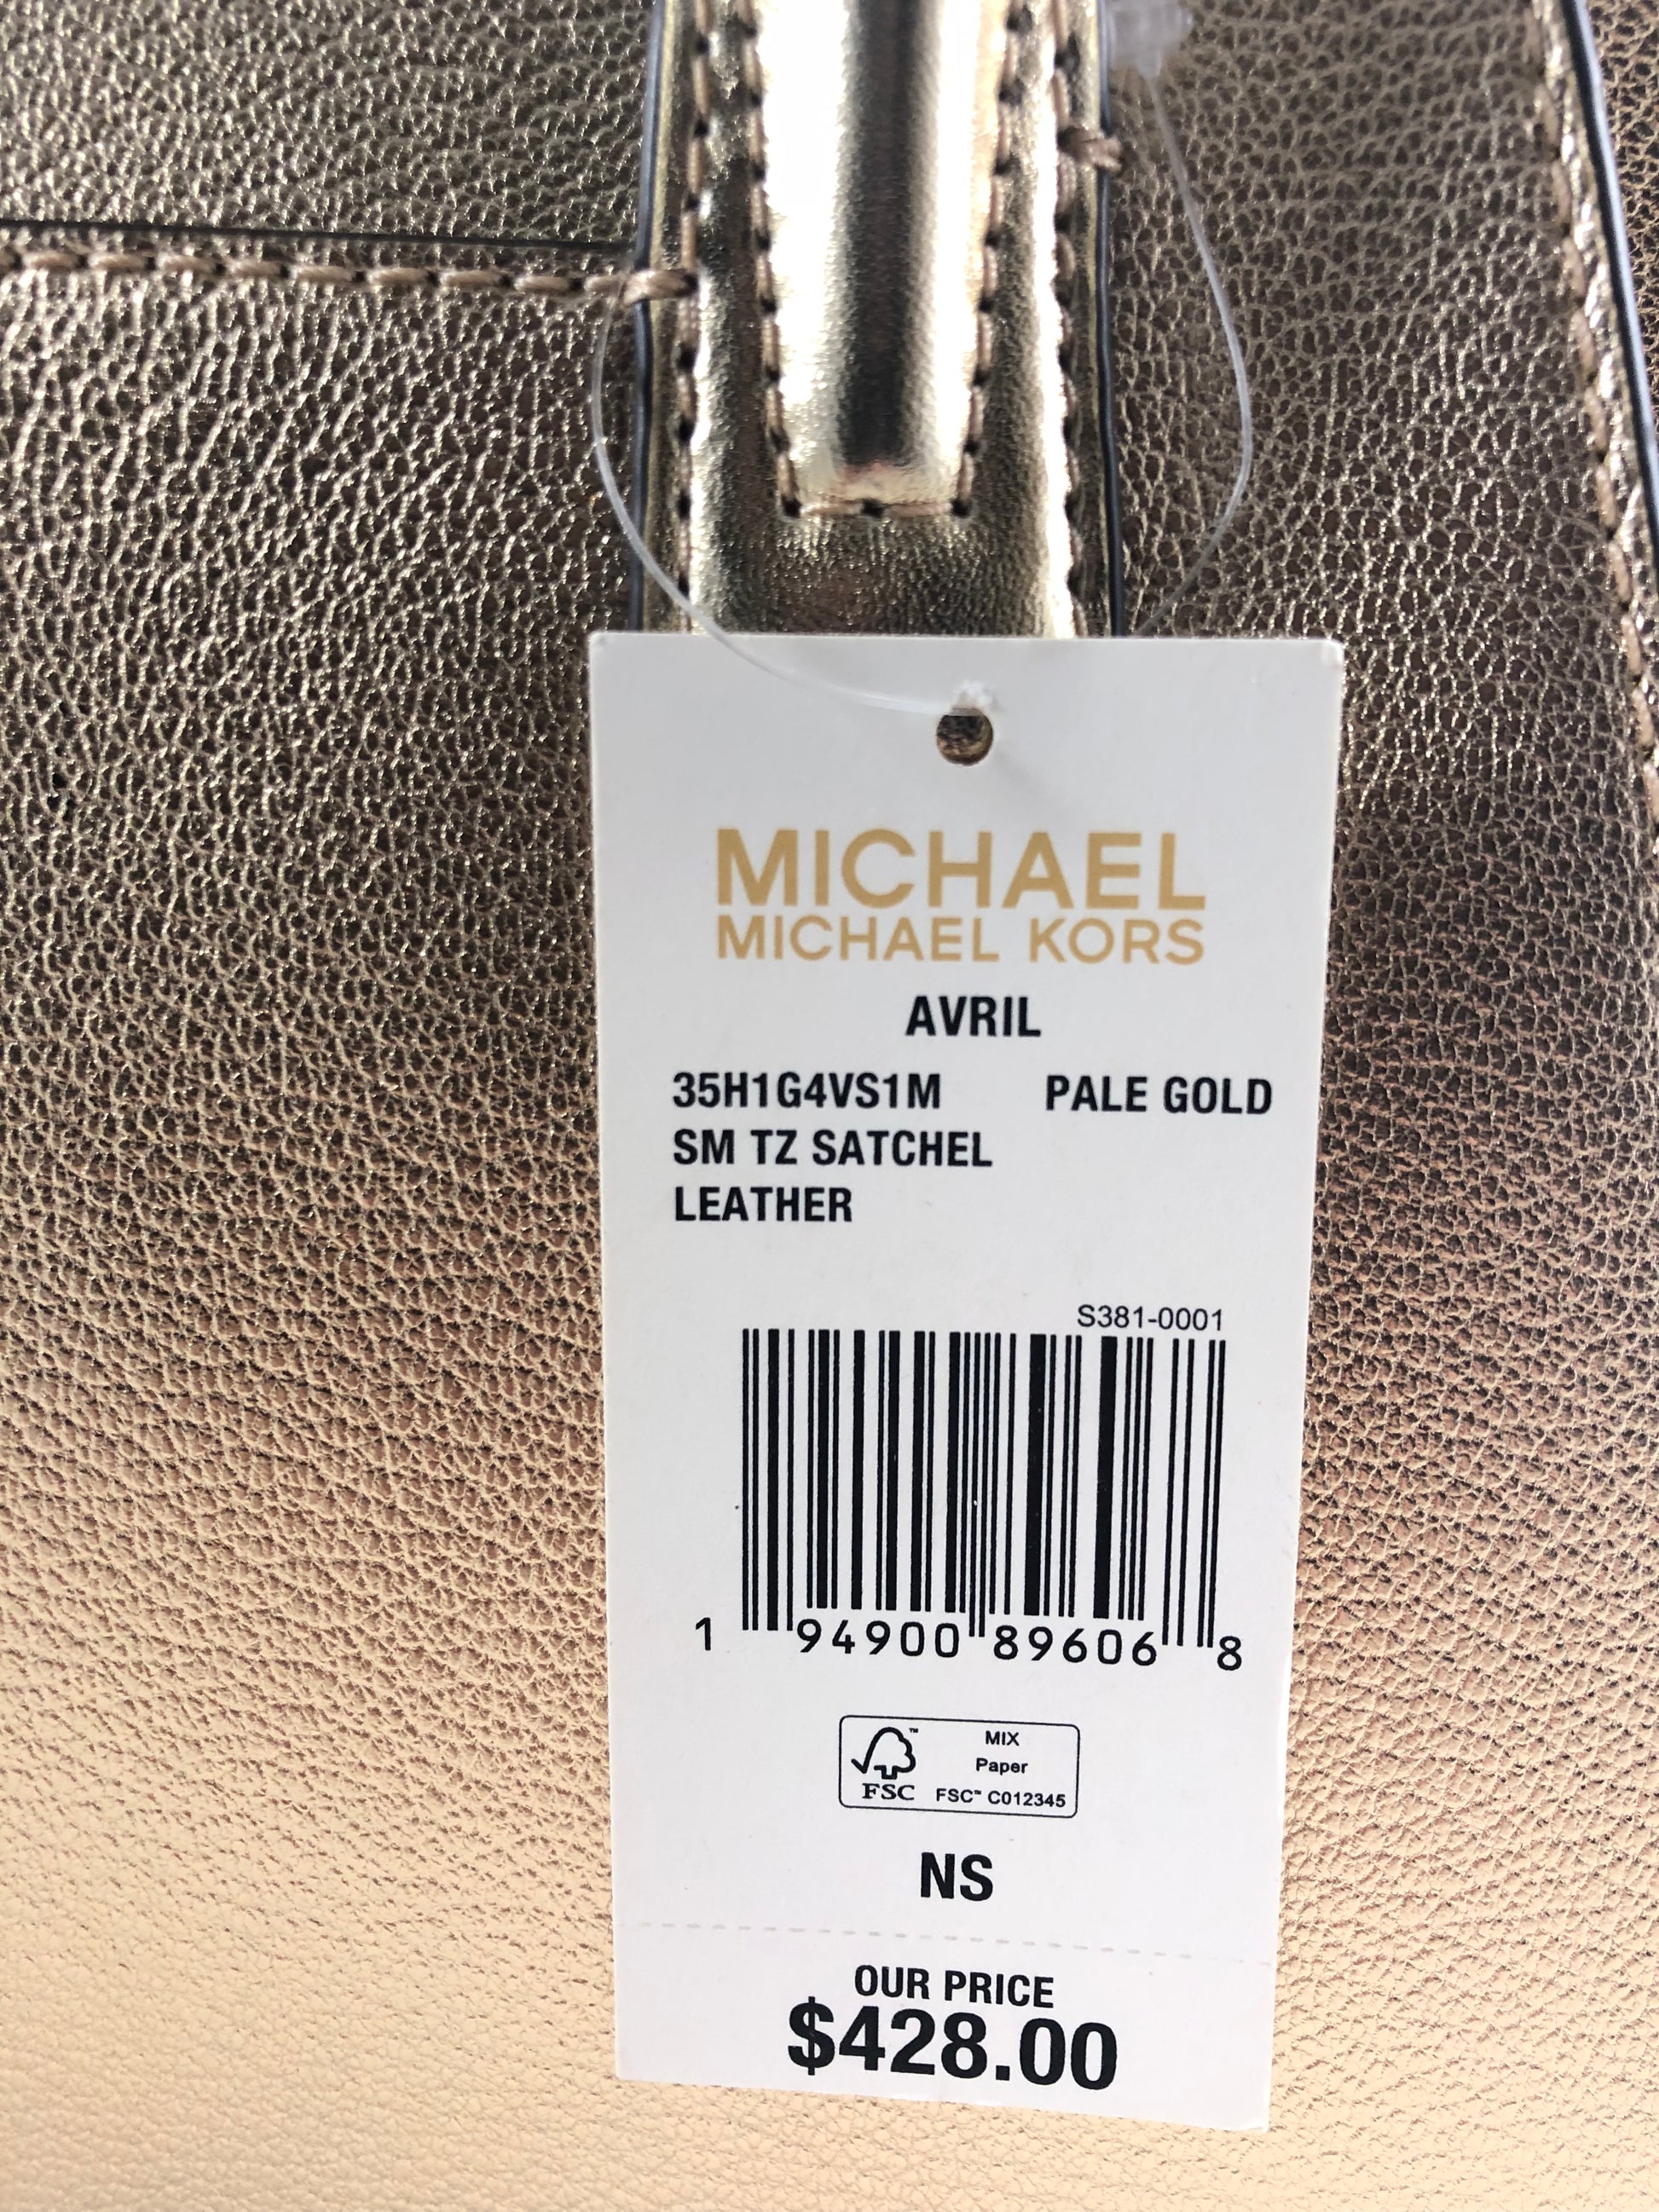 MICHAEL
MICHAEL KORS
AVRIL
35H1G4VS1M PALE GOLD
SM TZ SATCHEL
LEATHER
S381-0001
1 94900 89606 8
FSC™
MIX
Paper
FSC™ C012345
NS
OUR PRICE
$428.00